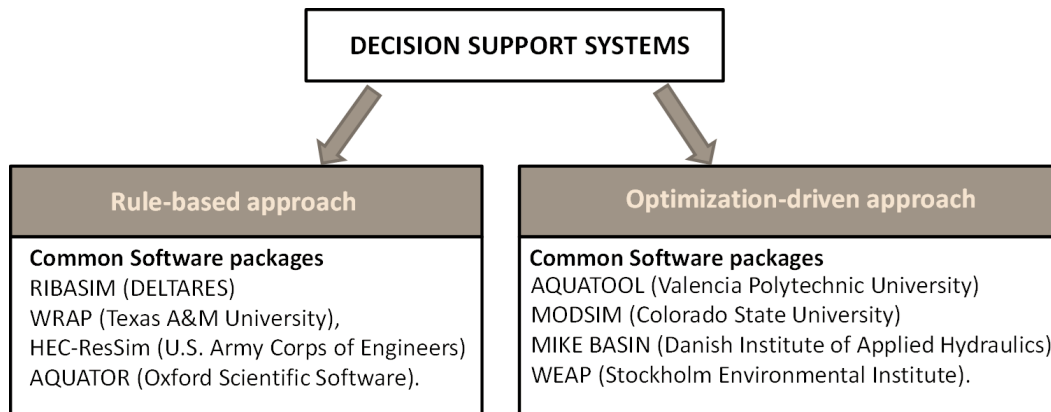 DECISION SUPPORT SYSTEMS
Rule-based approach
Common Software packages
RIBASIM (DELTARES)
WRAP (Texas A&M University),
HEC-ResSim (U.S. Army Corps of Engineers)
AQUATOR (Oxford Scientific Software).
Optimization-driven approach
Common Software packages
AQUATOOL (Valencia Polytechnic University)
MODSIM (Colorado State University)
MIKE BASIN (Danish Institute of Applied Hydraulics)
WEAP (Stockholm Environmental Institute).